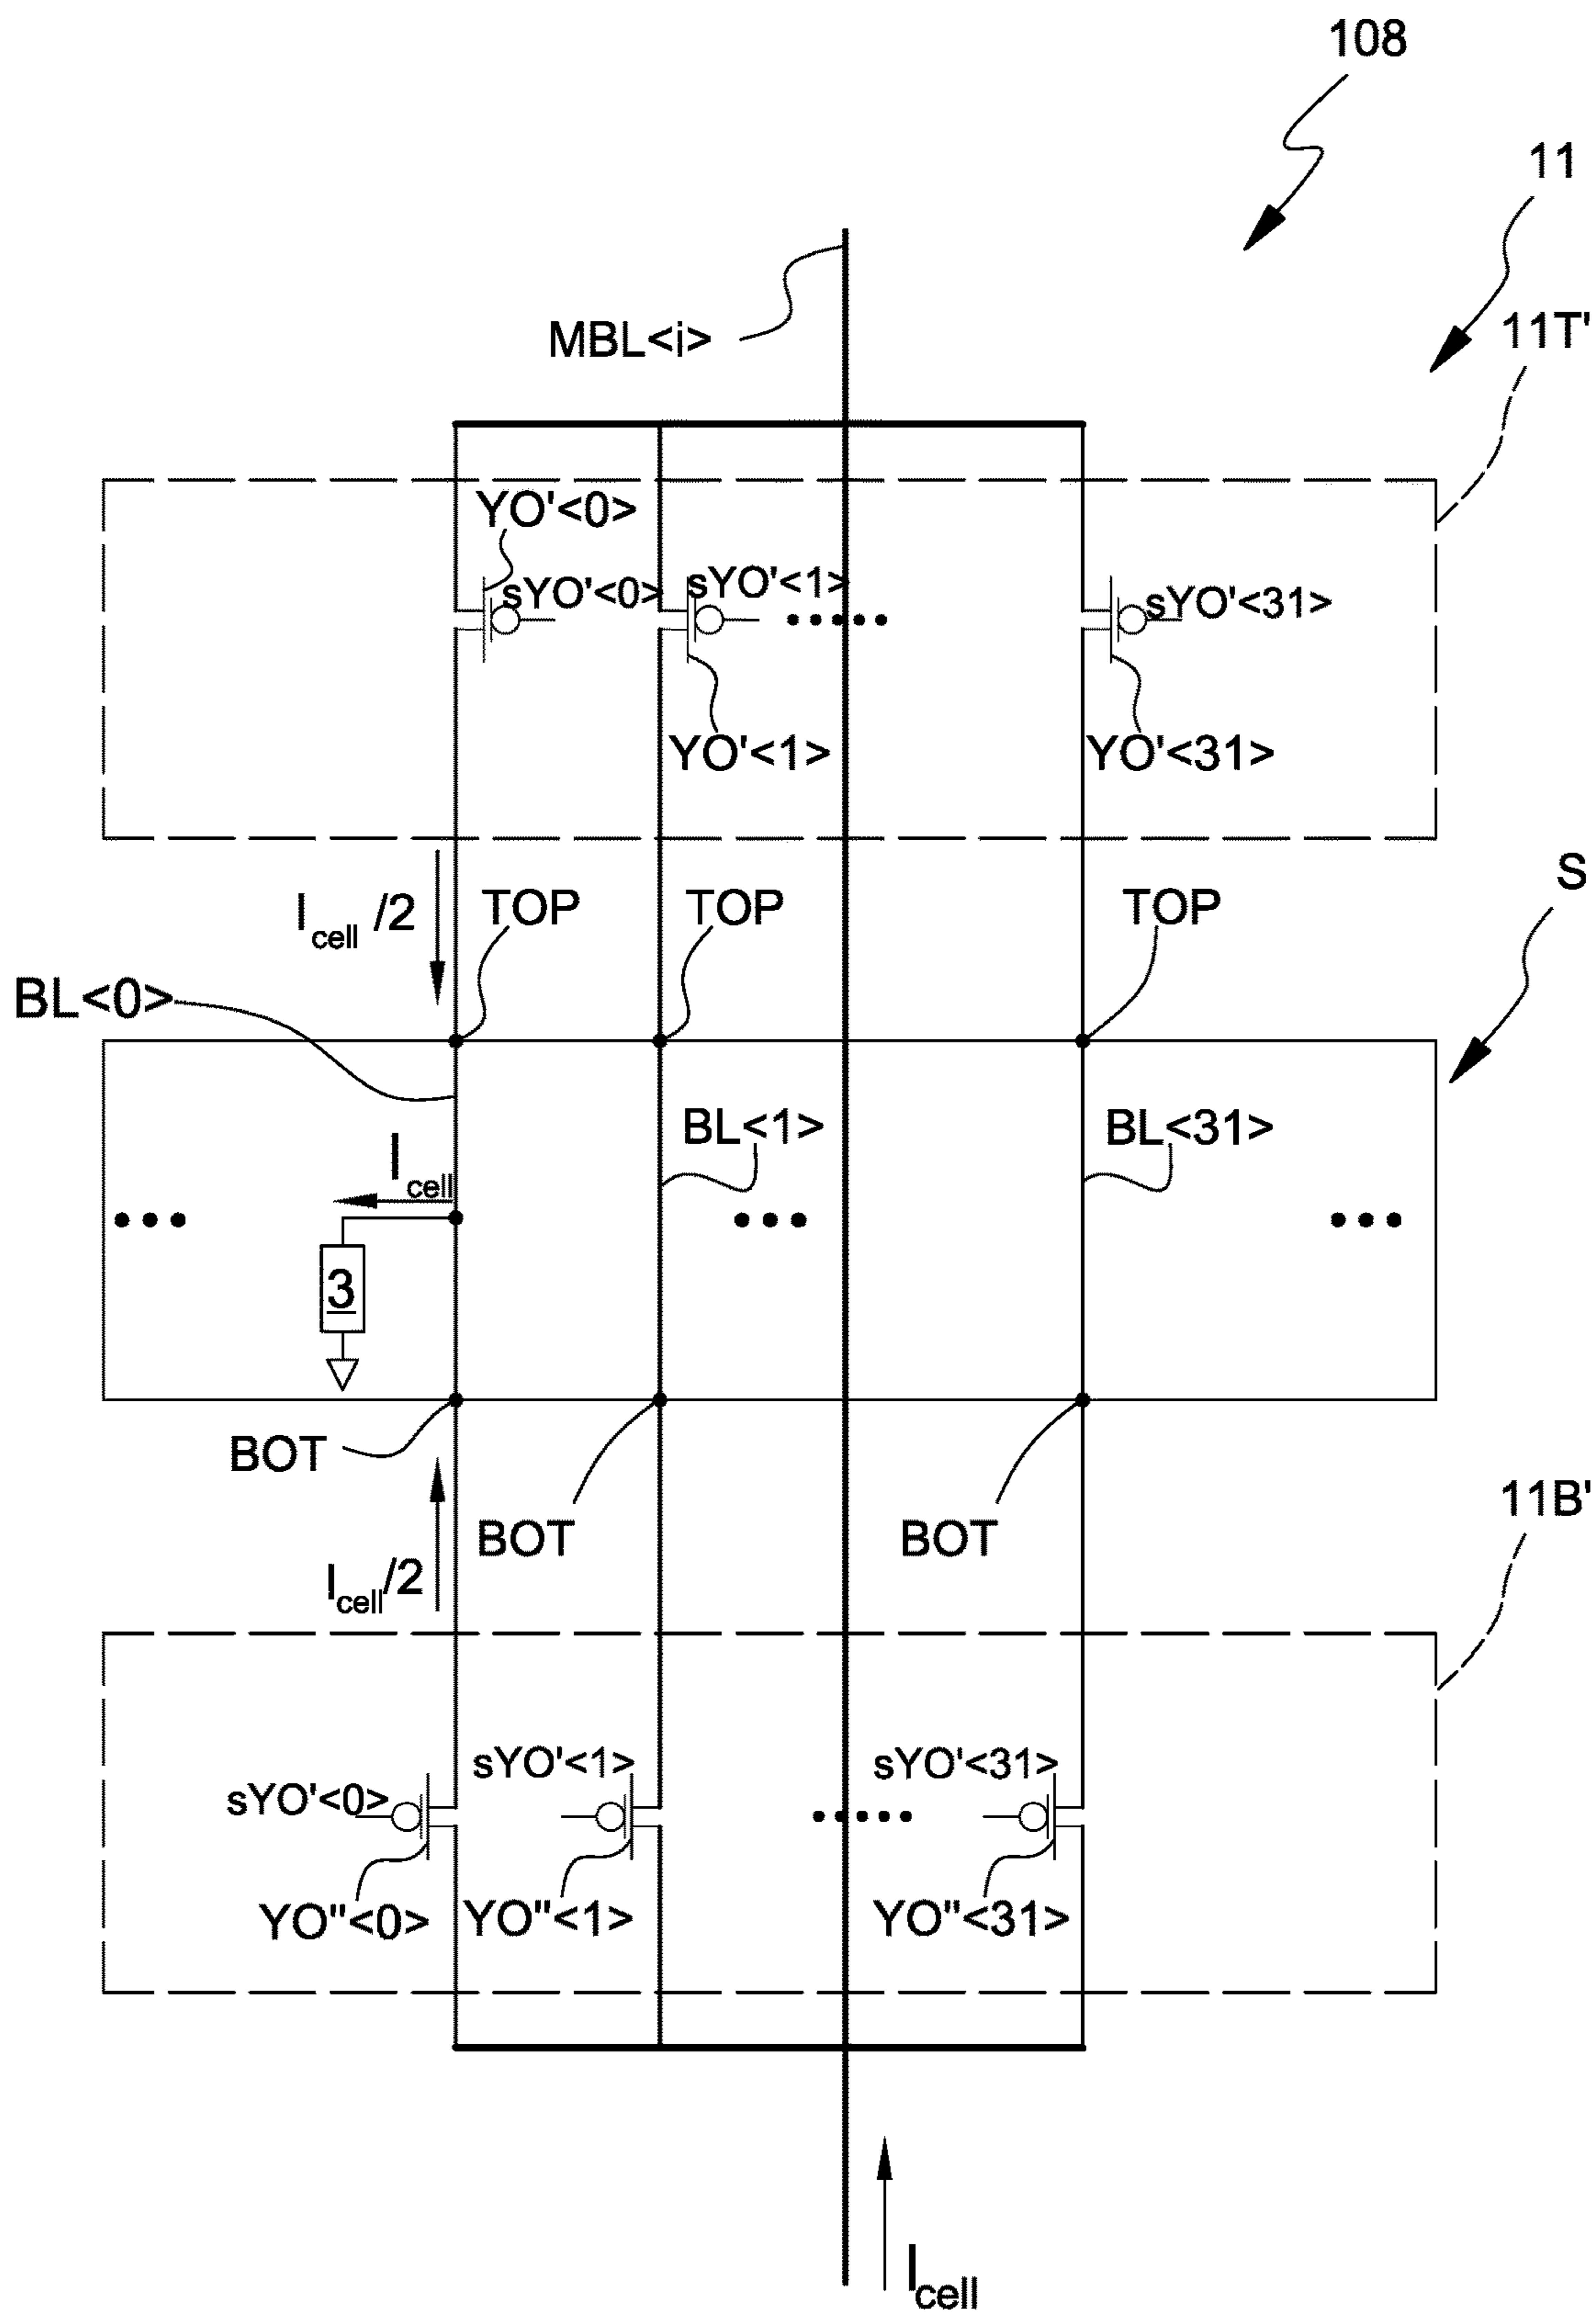 108
11
11T'
MBL<i>
YO'<0>
sYO'<0>
sYO'<1>
sYO'<31>
YO'<1>
YO'<31>
Icell /2
TOP
TOP
TOP
S
BL<0>
BL<1>
BL<31>
Icell
3
BOT
BOT
BOT
11B'
Icell/2
sYO'<0>
sYO'<1>
sYO'<31>
YO"<0>
YO"<1>
YO"<31>
Icell